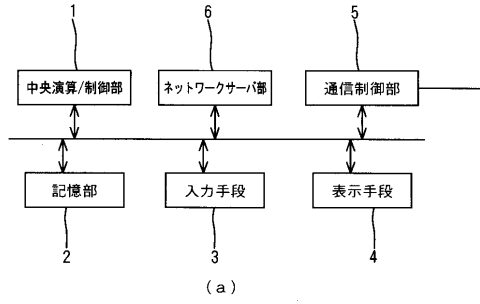 1 6 5
中央演算/制御部 ネットワークサーバ部 通信制御部
記憶部 入力手段 表示手段
2 3 4
(a)